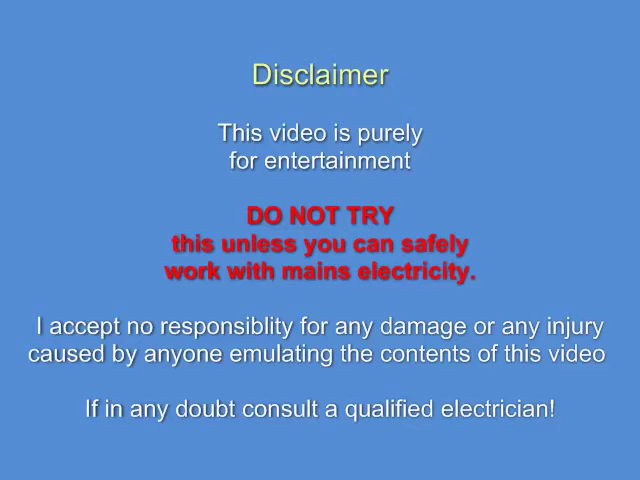 Disclaimer
This video is purely
for entertainment
DO NOT TRY
this unless you can safely
work with mains electricity.
I accept no responsiblity for any damage or any injury
caused by anyone emulating the contents of this video
If in any doubt consult a qualified electrician!